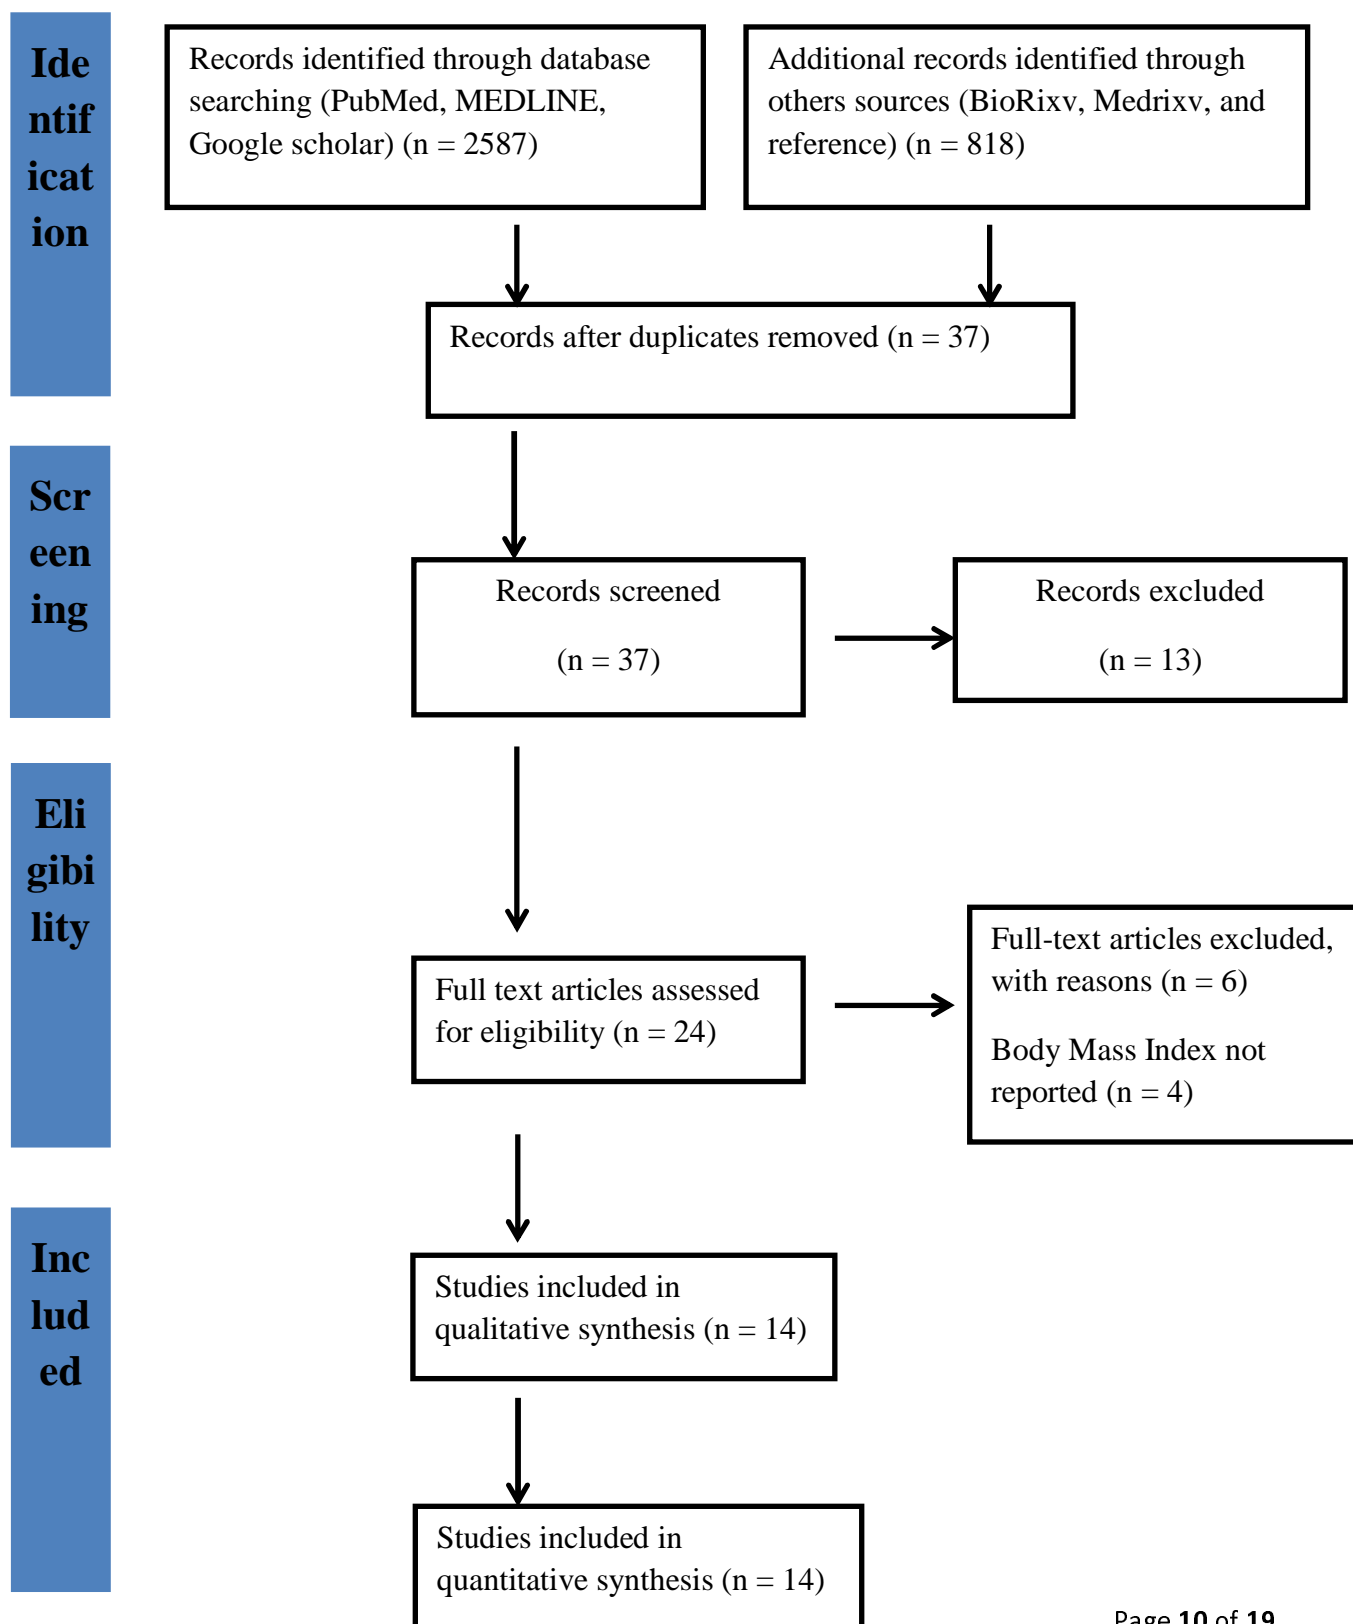 Ide
ntif
icat
ion
Records identified through database
searching (PubMed, MEDLINE,
Google scholar) (n = 2587)
Additional records identified through
others sources (BioRixv, Medrixv, and
reference) (n = 818)
Records after duplicates removed (n = 37)
Scr
een
ing
Records screened
(n = 37)
Records excluded
(n = 13)
Eli
gibi
lity
Full text articles assessed
for eligibility (n = 24)
Full-text articles excluded,
with reasons (n = 6)
Body Mass Index not
reported (n = 4)
Inc
lud
ed
Studies included in
qualitative synthesis (n = 14)
Studies included in
quantitative synthesis (n = 14)
Page 10 of 19